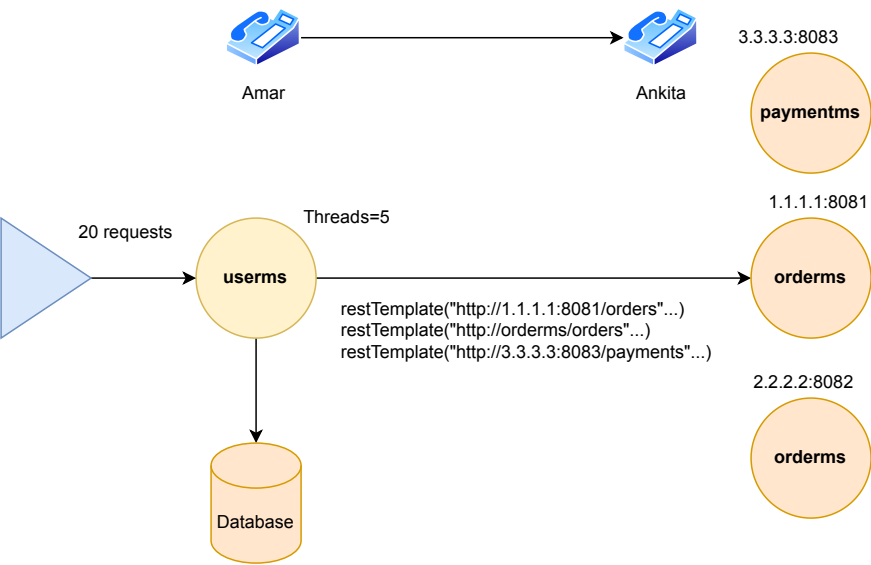 3.3.3.3:8083
Amar
Ankita
paymentms
1.1.1.1:8081
Threads=5
20 requests
userms
orderms
restTemplate("http://1.1.1.1:8081/orders"...)
restTemplate("http://orderms/orders"...)
restTemplate("http://3.3.3.3:8083/payments"...)
2.2.2.2:8082
orderms
Database